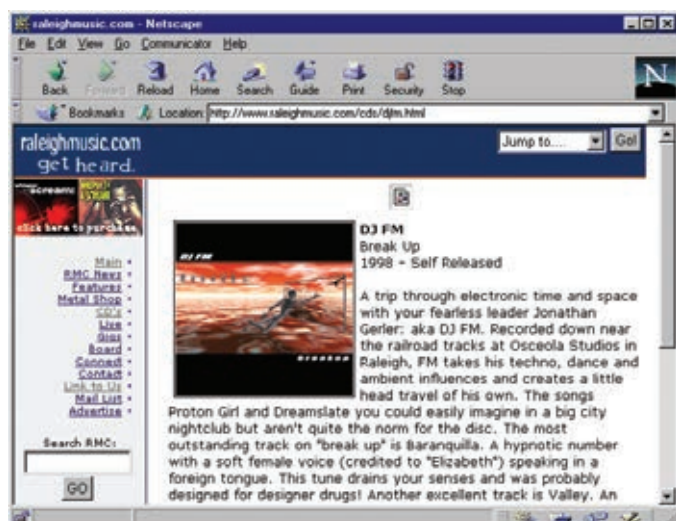 raleighmusic.com - Netscape
File Edit View Go Communicator Help
Back Forward Reload Home Search Guide Print Security Stop
N
Bookmarks Location: http://www.raleighmusic.com/cds/djfm.html
raleighmusic.com
get heard.
Jump to.... Go!
scream:
click here to purchase
Main
RMC News
Features
Metal Shop
CD's
Live
Gigs
Board
Connect
Contact
Link to Us
Mail List
Advertise
Search RMC:
GO
DJ FM
breakup
DJ FM
Break Up
1998 - Self Released
A trip through electronic time and space
with your fearless leader Jonathan
Gerler: aka DJ FM. Recorded down near
the railroad tracks at Osceola Studios in
Raleigh, FM takes his techno, dance and
ambient influences and creates a little
head travel of his own. The songs
Proton Girl and Dreamslate you could easily imagine in a big city
nightclub but aren't quite the norm for the disc. The most
outstanding track on "break up" is Baranquilla. A hypnotic number
with a soft female voice (credited to "Elizabeth") speaking in a
foreign tongue. This tune drains your senses and was probably
designed for designer drugs! Another excellent track is Valley. An